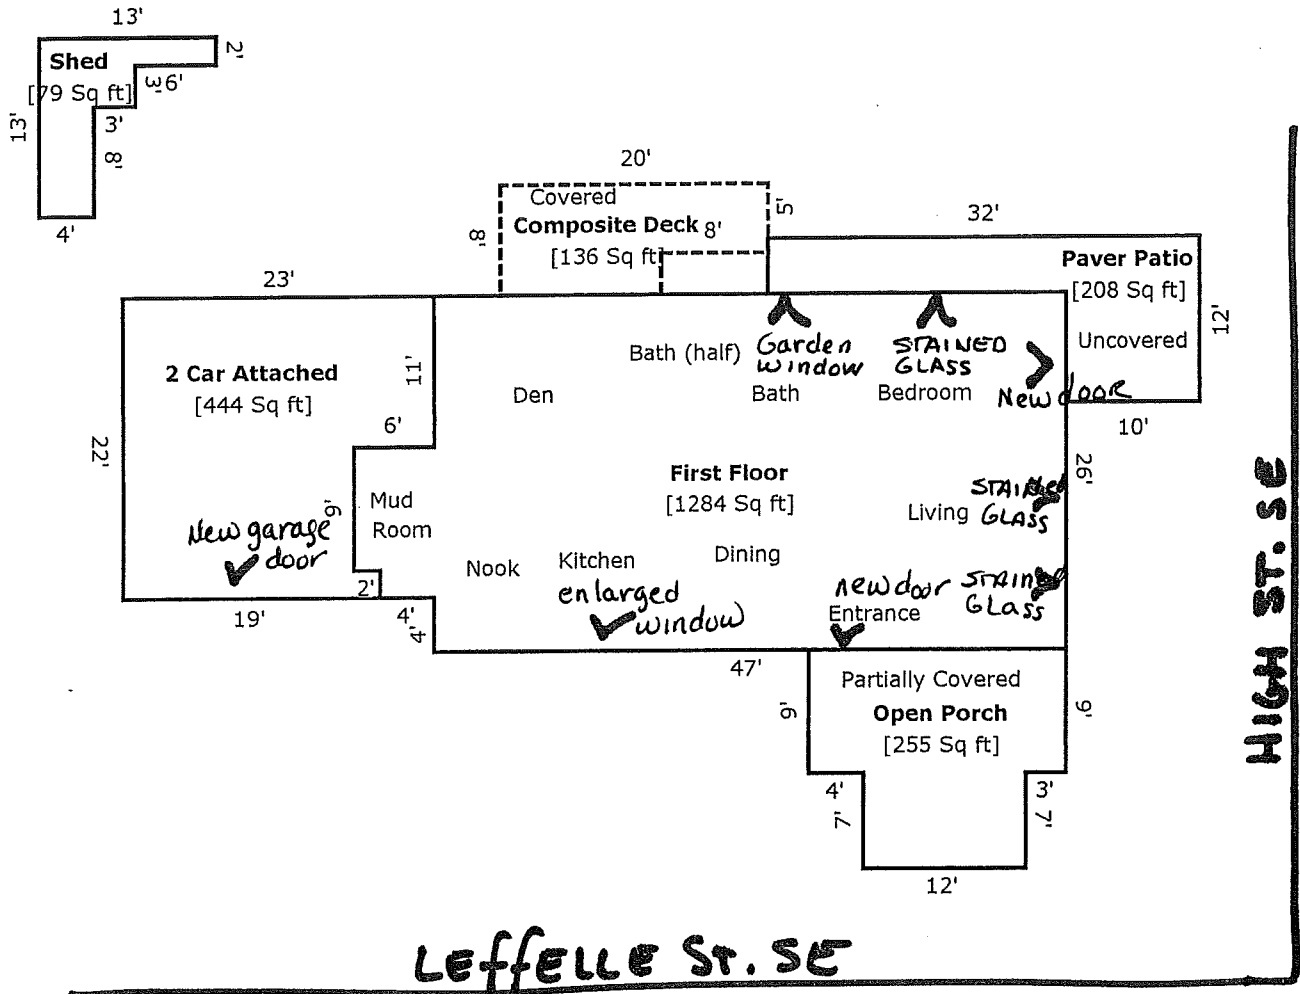 13'
Shed
[79 Sq ft]
2'
3'
6'
13'
3'
8'
4'
20'
Covered
Composite Deck
8'
[136 Sq ft]
8'
5'
32'
Paver Patio
[208 Sq ft]
Uncovered
12'
10'
23'
2 Car Attached
[444 Sq ft]
11'
22'
6'
9'
Mud
Room
New garage
door
2'
19'
4'
4'
Den
Bath (half)
Garden
window
Bath
STAINED
GLASS
Bedroom
New door
First Floor
[1284 Sq ft]
26'
Living
STAINED
GLASS
Nook
Kitchen
Dining
enlarged
window
new door
Entrance
STAINED
GLASS
47'
Partially Covered
Open Porch
[255 Sq ft]
9'
9'
4'
7'
3'
7'
12'
HIGH ST. SE
LEffELLE ST. SE